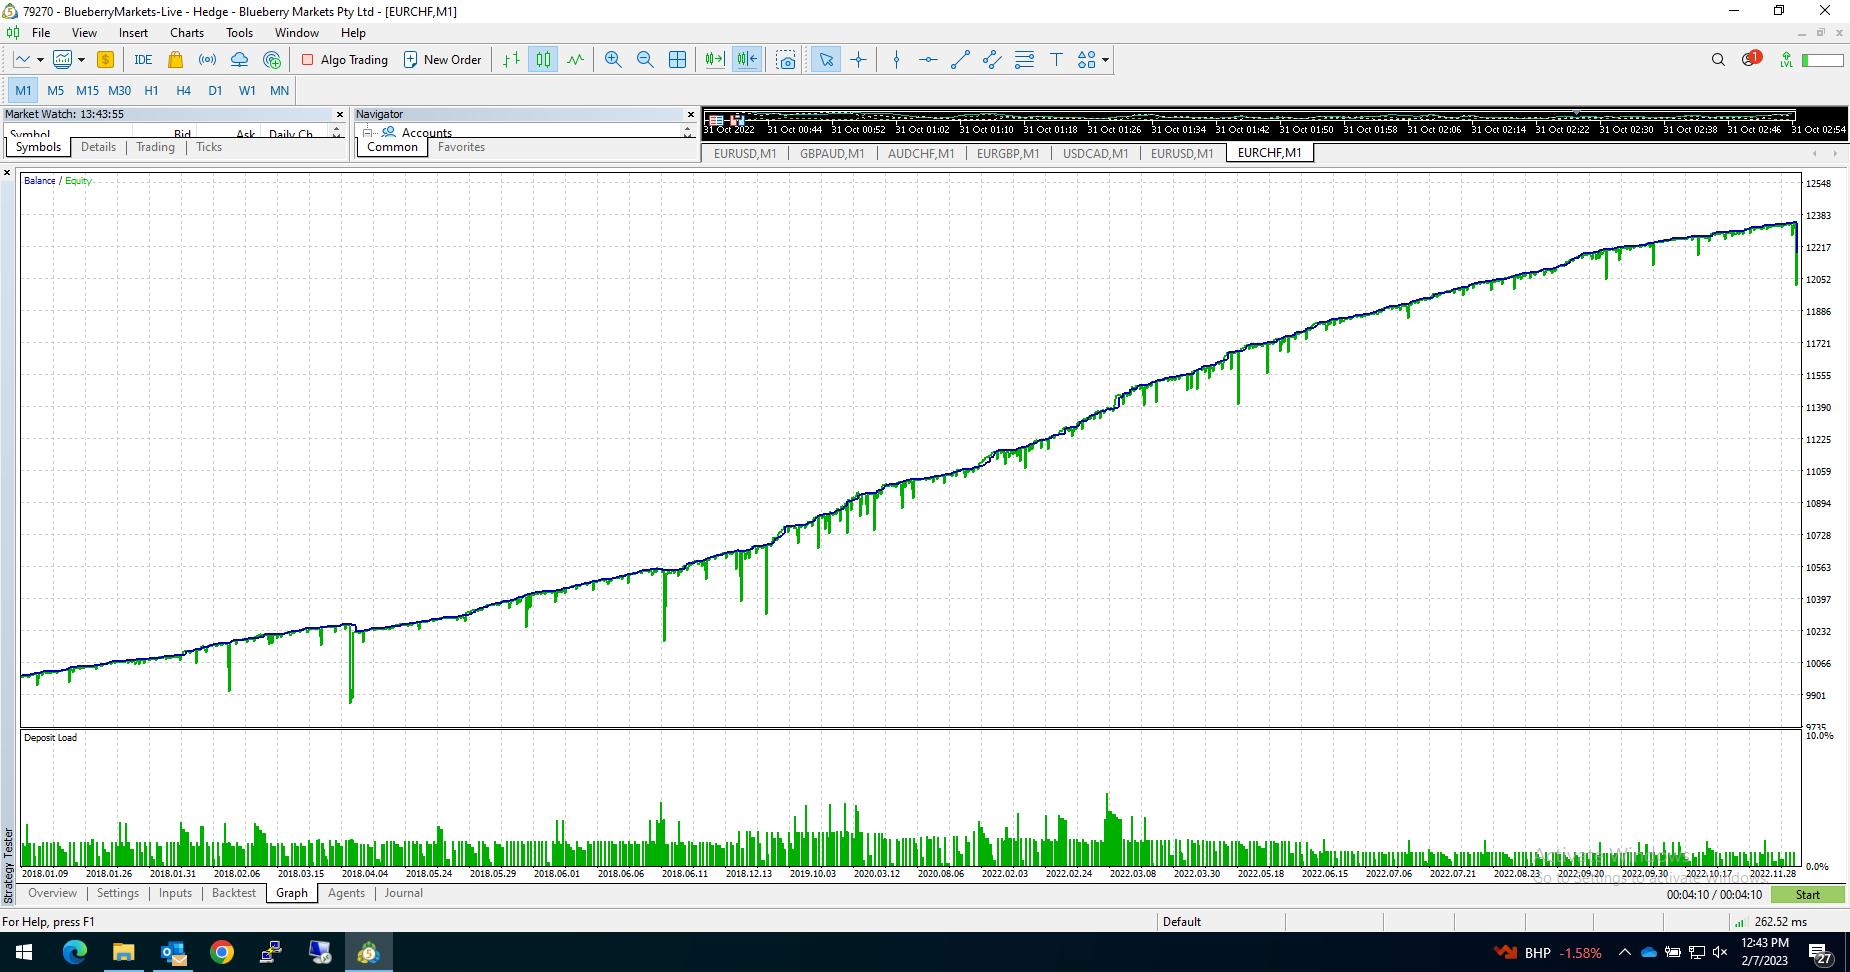 79270 - BlueberryMarkets-Live - Hedge - Blueberry Markets Pty Ltd - [EURCHF,M1]
File View Insert Charts Tools Window Help
IDE Algo Trading New Order 1 LVL
M1 M5 M15 M30 H1 H4 D1 W1 MN
Market Watch: 13:43:55
Symbol Bid Ask Daily Ch...
Symbols Details Trading Ticks
Navigator
Accounts
Common Favorites
31 Oct 2022 31 Oct 00:44 31 Oct 00:52 31 Oct 01:02 31 Oct 01:10 31 Oct 01:18 31 Oct 01:26 31 Oct 01:34 31 Oct 01:42 31 Oct 01:50 31 Oct 01:58 31 Oct 02:06 31 Oct 02:14 31 Oct 02:22 31 Oct 02:30 31 Oct 02:38 31 Oct 02:46 31 Oct 02:54
EURUSD,M1 GBPAUD,M1 AUDCHF,M1 EURGBP,M1 USDCAD,M1 EURUSD,M1 EURCHF,M1
Balance / Equity
12548
12383
12217
12052
11886
11721
11555
11390
11225
11059
10894
10728
10563
10397
10232
10066
9901
9735
Deposit Load
10.0%
0.0%
2018.01.09 2018.01.26 2018.01.31 2018.02.06 2018.03.15 2018.04.04 2018.05.24 2018.05.29 2018.06.01 2018.06.06 2018.06.11 2018.12.13 2019.10.03 2020.03.12 2020.08.06 2022.02.03 2022.02.24 2022.03.08 2022.03.30 2022.05.18 2022.06.15 2022.07.06 2022.07.21 2022.08.23 2022.09.20 2022.09.30 2022.10.17 2022.11.28
Activate Windows
Go to Settings to activate Windows.
Strategy Tester
Overview Settings Inputs Backtest Graph Agents Journal
00:04:10 / 00:04:10 Start
For Help, press F1
Default
262.52 ms
BHP -1.58%
12:43 PM
2/7/2023
27